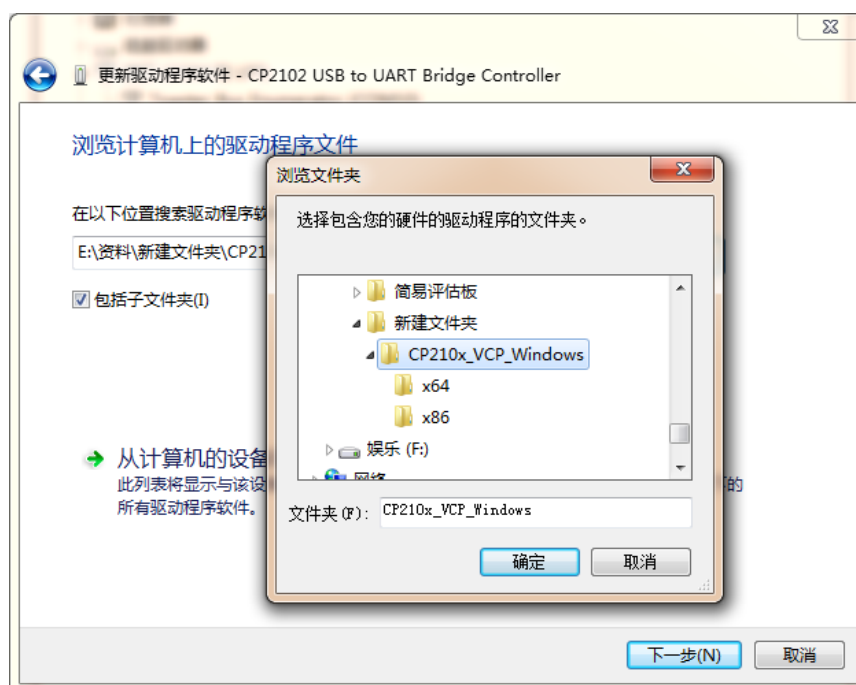 更新驱动程序软件 - CP2102 USB to UART Bridge Controller
浏览计算机上的驱动程序文件
浏览文件夹
在以下位置搜索驱动程序软
选择包含您的硬件的驱动程序的文件夹。
E:\资料\新建文件夹\CP21
包括子文件夹(I)
简易评估板
新建文件夹
CP210x_VCP_Windows
x64
x86
娱乐 (F:)
网络
从计算机的设备
此列表将显示与该设
的
所有驱动程序软件。
文件夹(F):
CP210x_VCP_Windows
确定
取消
下一步(N)
取消